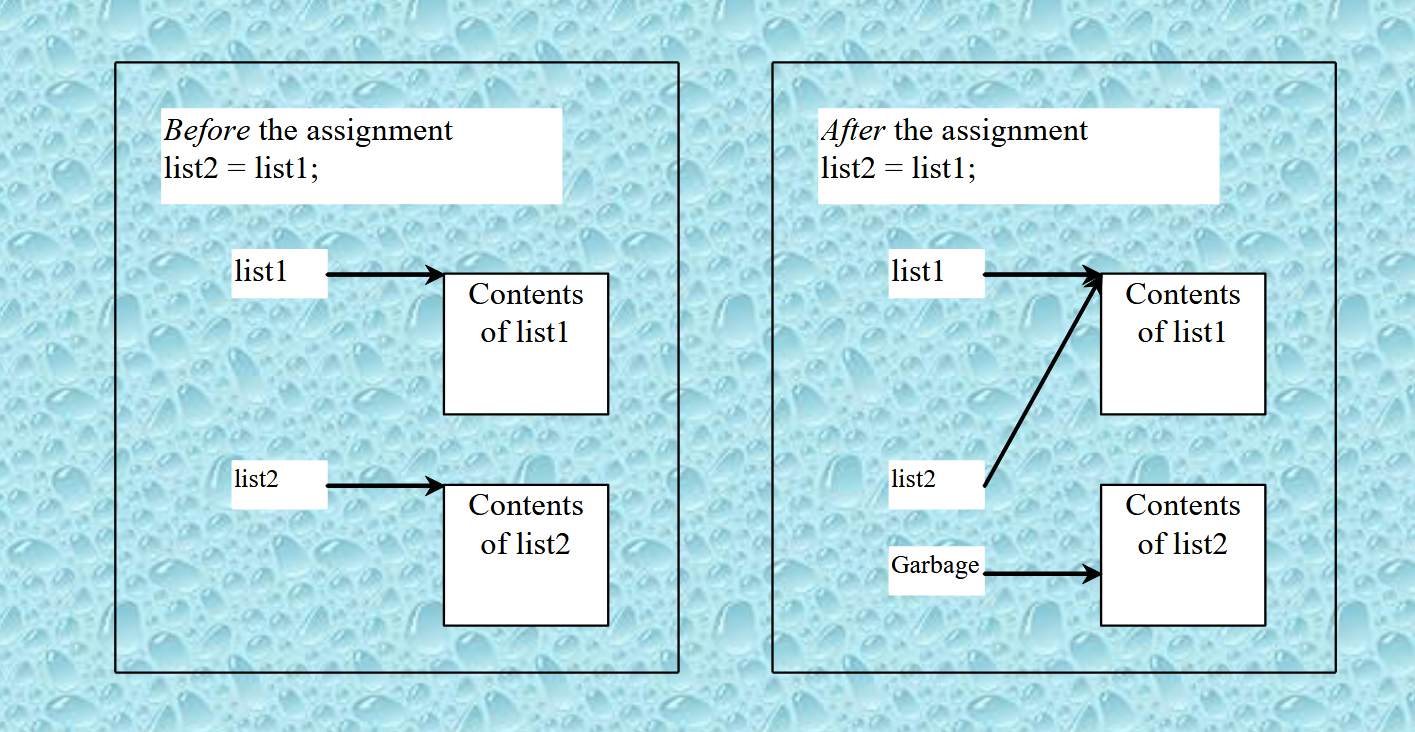 Before the assignment
list2 = list1;
list1
Contents
of list1
list2
Contents
of list2
After the assignment
list2 = list1;
list1
Contents
of list1
list2
Contents
of list2
Garbage